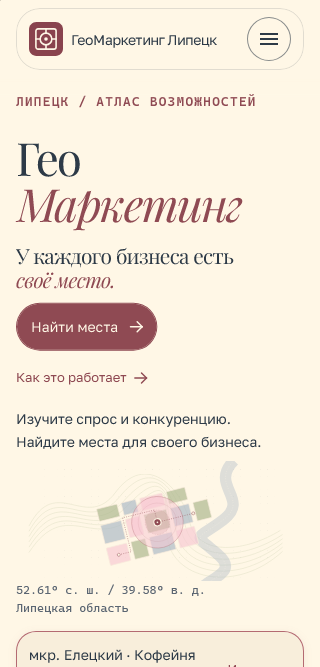 ГеоМаркетинг Липецк
ЛИПЕЦК / АТЛАС ВОЗМОЖНОСТЕЙ
Гео
Маркетинг
У каждого бизнеса есть
своё место.
Найти места
Как это работает
Изучите спрос и конкуренцию.
Найдите места для своего бизнеса.
52.61° с. ш. / 39.58° в. д.
Липецкая область
мкр. Елецкий · Кофейня